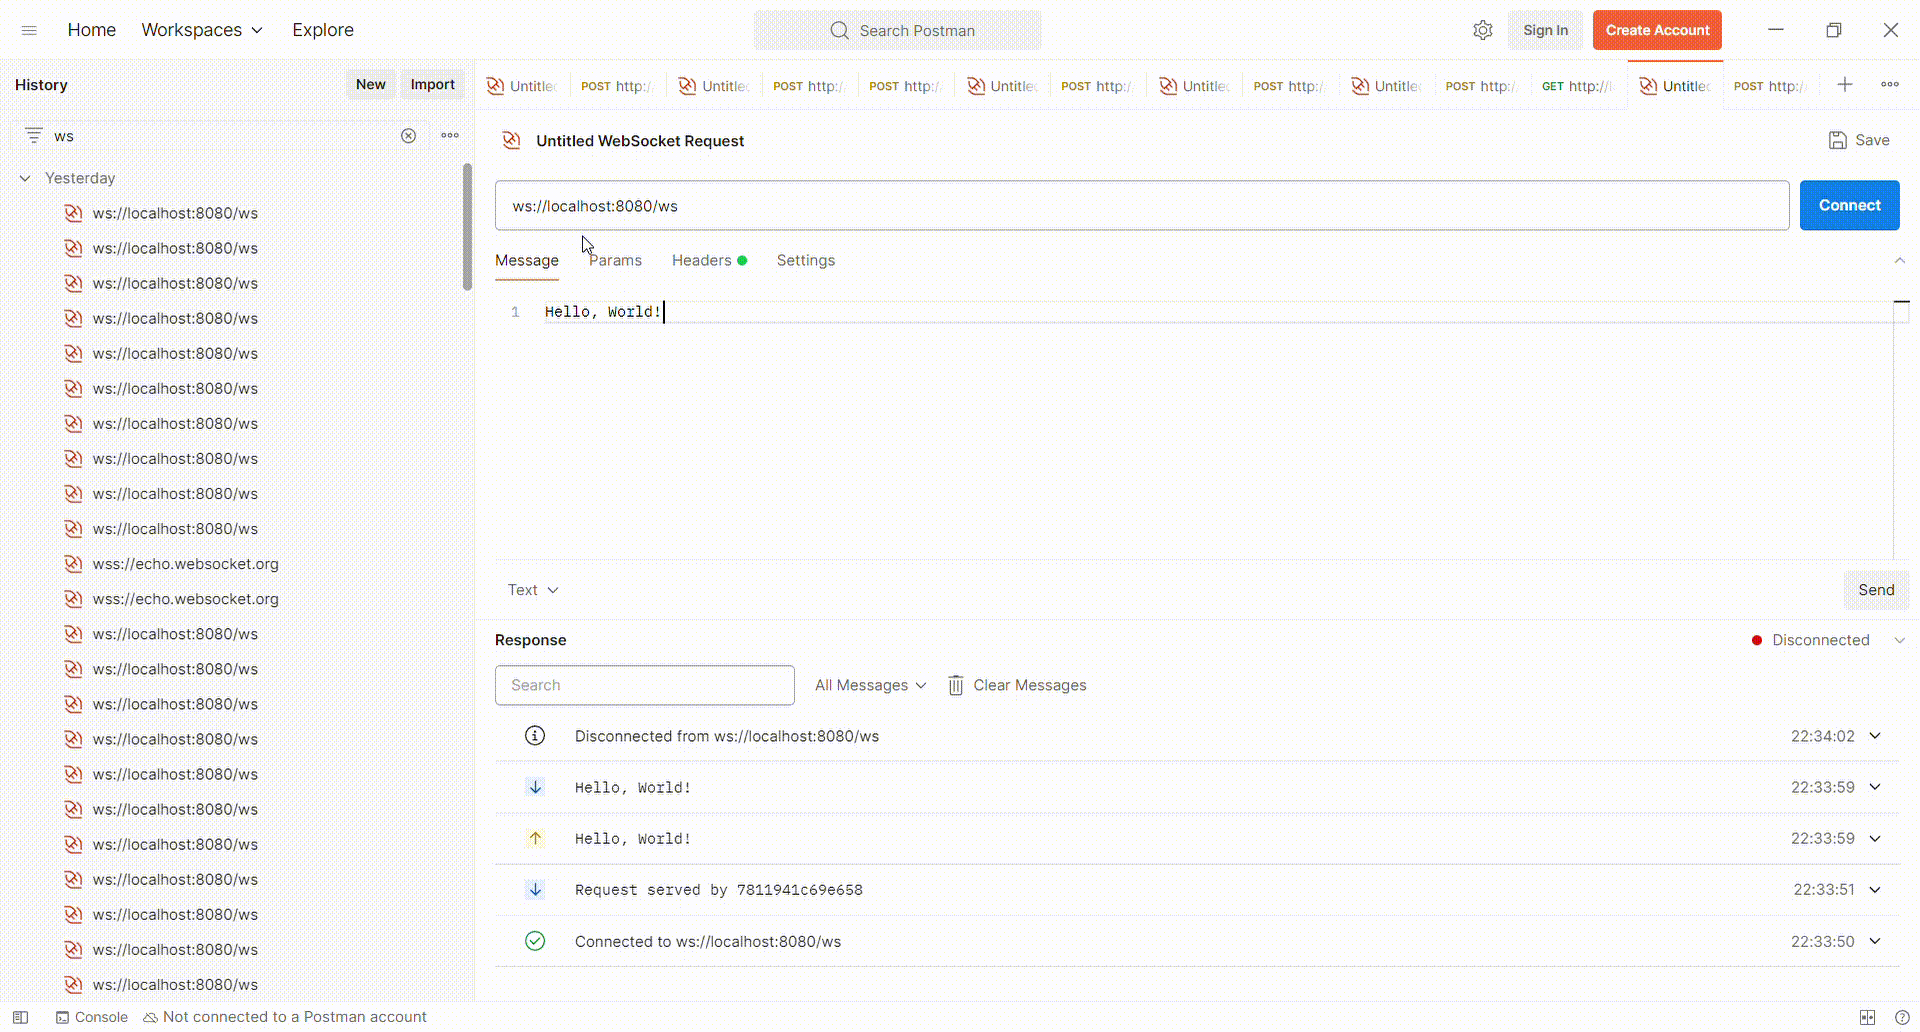 Home Workspaces Explore Search Postman Sign In Create Account
History New Import
Untitle POST http:/ Untitle POST http:/ POST http:/ Untitle POST http:/ Untitle POST http:/ Untitle POST http:/ GET http://l Untitle POST http:/
ws
Untitled WebSocket Request Save
Yesterday
ws://localhost:8080/ws
ws://localhost:8080/ws
ws://localhost:8080/ws
ws://localhost:8080/ws
ws://localhost:8080/ws
ws://localhost:8080/ws
ws://localhost:8080/ws
ws://localhost:8080/ws
ws://localhost:8080/ws
ws://localhost:8080/ws
wss://echo.websocket.org
wss://echo.websocket.org
ws://localhost:8080/ws
ws://localhost:8080/ws
ws://localhost:8080/ws
ws://localhost:8080/ws
ws://localhost:8080/ws
ws://localhost:8080/ws
ws://localhost:8080/ws
ws://localhost:8080/ws
ws://localhost:8080/ws
ws://localhost:8080/ws
ws://localhost:8080/ws
ws://localhost:8080/ws Connect
Message Params Headers Settings
1 Hello, World!
Text Send
Response Disconnected
Search All Messages Clear Messages
Disconnected from ws://localhost:8080/ws 22:34:02
Hello, World! 22:33:59
Hello, World! 22:33:59
Request served by 7811941c69e658 22:33:51
Connected to ws://localhost:8080/ws 22:33:50
Console Not connected to a Postman account